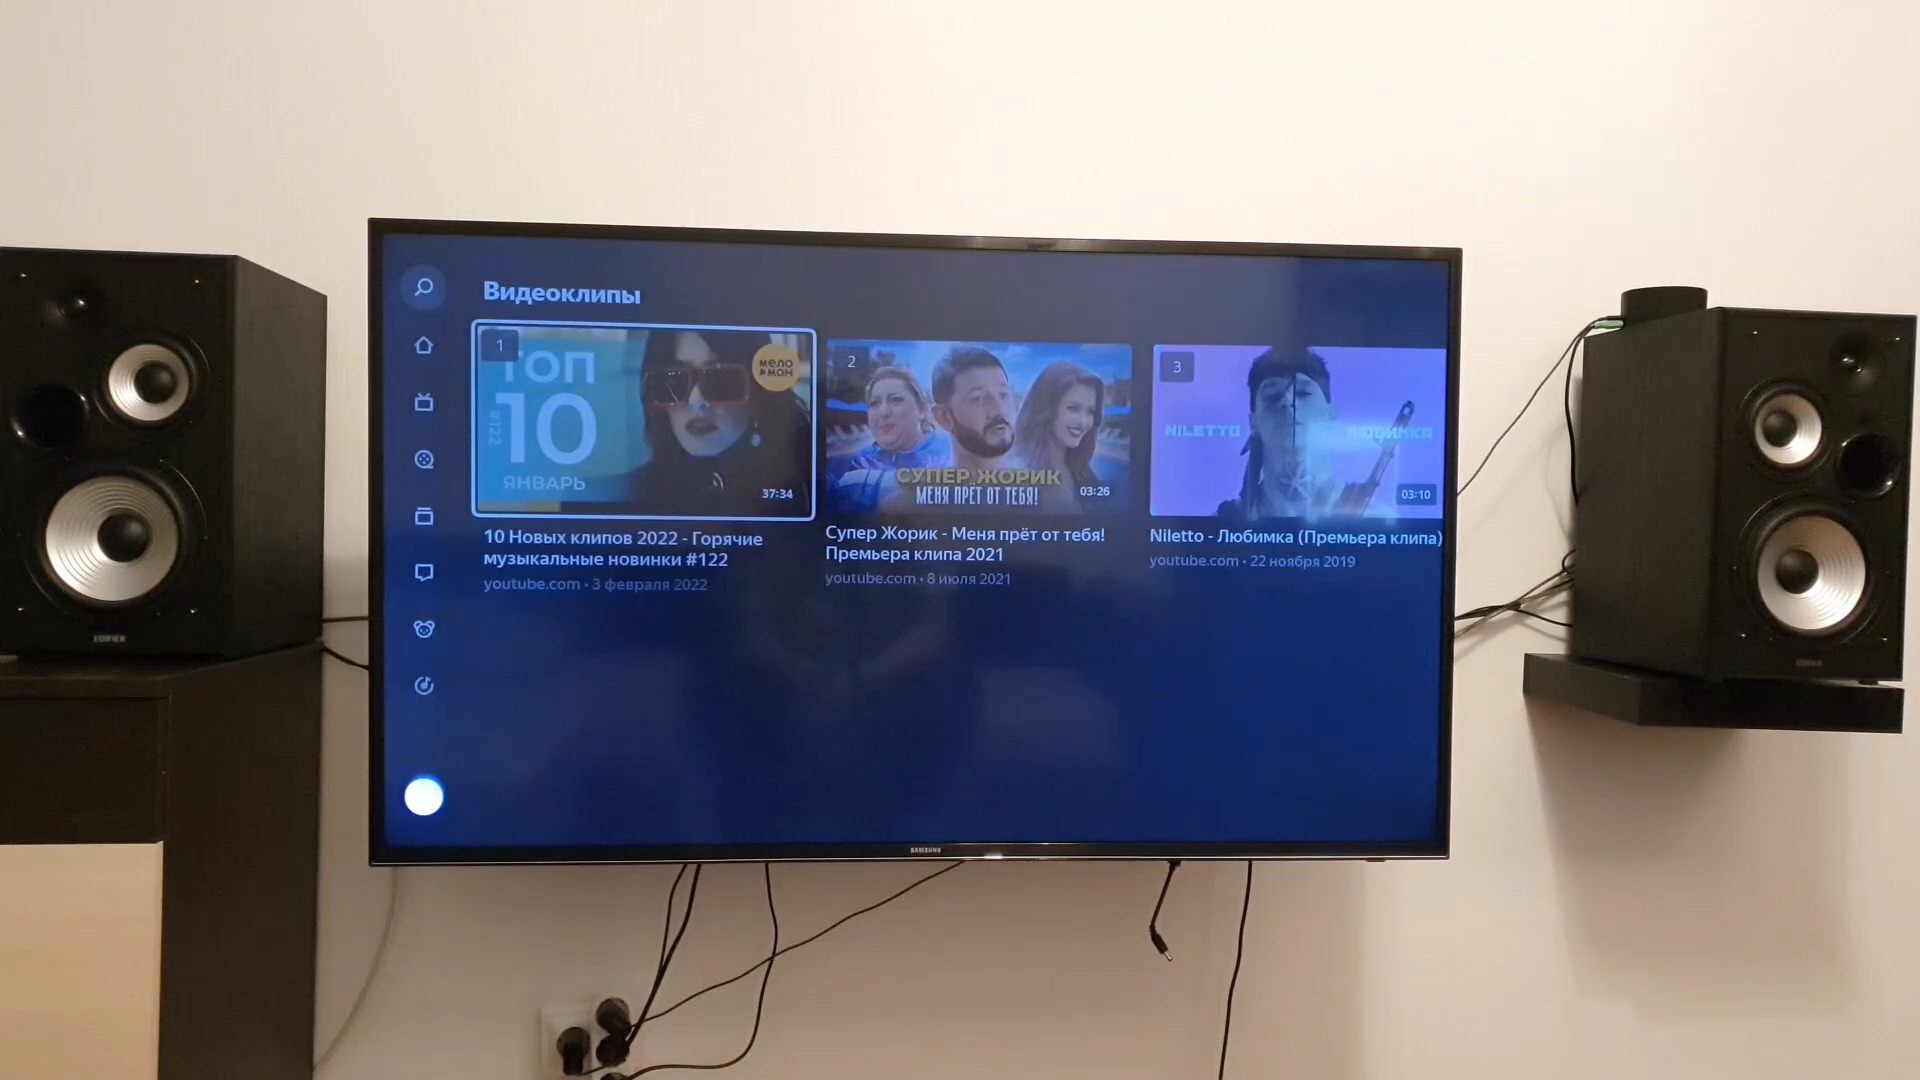 Видеоклипы
1
ТОП
10
#122
ЯНВАРЬ
мело
ман
37:34
10 Новых клипов 2022 - Горячие
музыкальные новинки #122
youtube.com • 3 февраля 2022
2
СУПЕР ЖОРИК
МЕНЯ ПРЁТ ОТ ТЕБЯ!
03:26
Супер Жорик - Меня прёт от тебя!
Премьера клипа 2021
youtube.com • 8 июля 2021
3
NILETTO
ЛЮБИМКА
03:10
Niletto - Любимка (Премьера клипа)
youtube.com • 22 ноября 2019
SAMSUNG
EDIFIER
EDIFIER